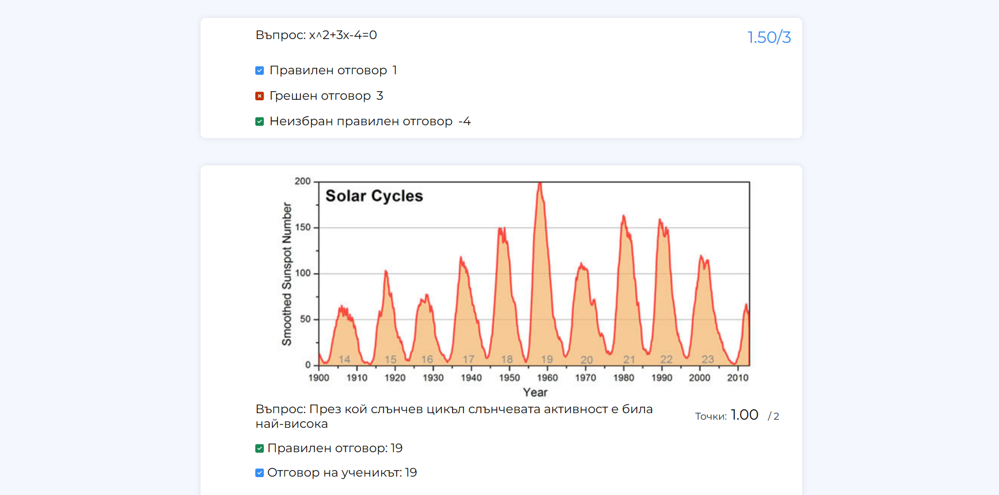 Въпрос: x^2+3x-4=0
1.50/3
Правилен отговор 1
Грешен отговор 3
Неизбран правилен отговор -4
Solar Cycles
Smoothed Sunspot Number
200
150
100
50
0
14 15 16 17 18 19 20 21 22 23
1900 1910 1920 1930 1940 1950 1960 1970 1980 1990 2000 2010
Year
Въпрос: През кой слънчев цикъл слънчевата активност е била
най-висока
Точки: 1.00 / 2
Правилен отговор: 19
Отговор на ученикът: 19